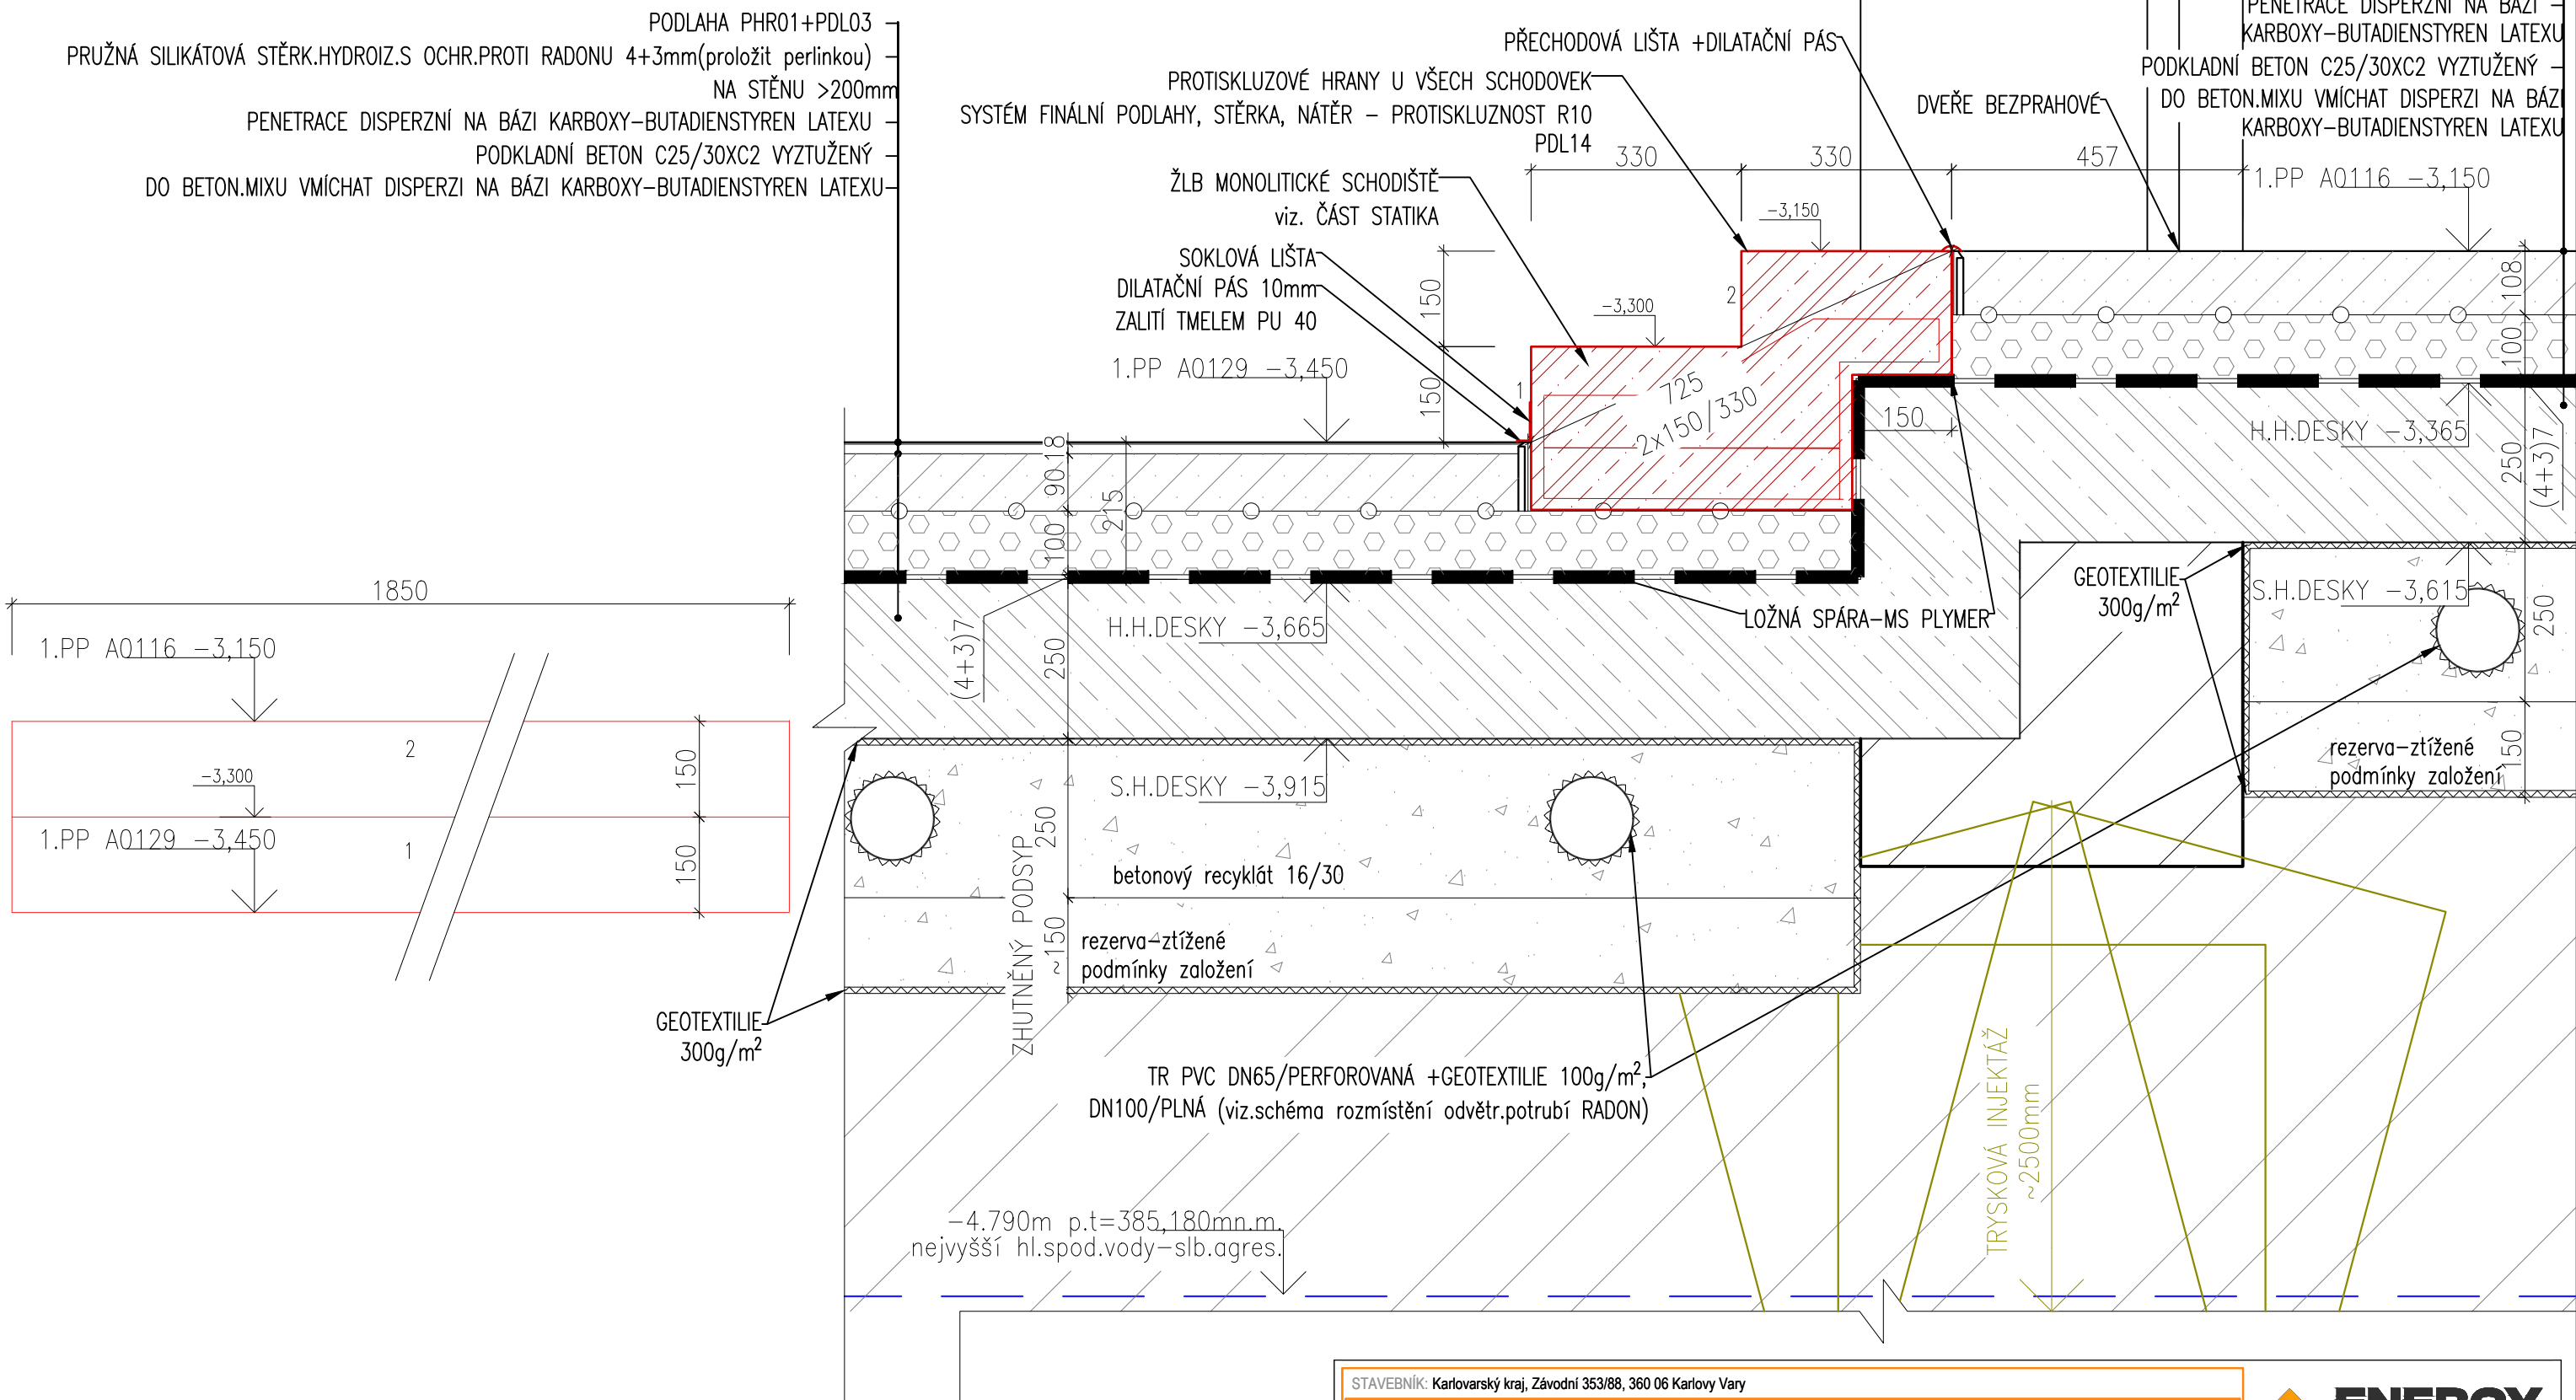 PODLAHA PHR01+PDL03
PRUŽNÁ SILIKÁTOVÁ STĚRK.HYDROIZ.S OCHR.PROTI RADONU 4+3mm(proložit perlinkou)
NA STĚNU >200mm
PENETRACE DISPERZNÍ NA BÁZI KARBOXY-BUTADIENSTYREN LATEXU
PODKLADNÍ BETON C25/30XC2 VYZTUŽENÝ
DO BETON.MIXU VMÍCHAT DISPERZI NA BÁZI KARBOXY-BUTADIENSTYREN LATEXU
PŘECHODOVÁ LIŠTA +DILATAČNÍ PÁS
PROTISKLUZOVÉ HRANY U VŠECH SCHODOVEK
SYSTÉM FINÁLNÍ PODLAHY, STĚRKA, NÁTĚR – PROTISKLUZNOST R10
PDL14
ŽLB MONOLITICKÉ SCHODIŠTĚ
viz. ČÁST STATIKA
SOKLOVÁ LIŠTA
DILATAČNÍ PÁS 10mm
ZALITÍ TMELEM PU 40
1.PP A0129 -3,450
PENETRACE DISPERZNÍ NA BÁZI
KARBOXY-BUTADIENSTYREN LATEXU
PODKLADNÍ BETON C25/30XC2 VYZTUŽENÝ
DO BETON.MIXU VMÍCHAT DISPERZI NA BÁZI
KARBOXY-BUTADIENSTYREN LATEXU
DVEŘE BEZPRAHOVÉ
330
330
457
1.PP A0116 -3,150
-3,150
-3,300
150
150
2
1
725
2x150/330
150
108
100
250
(4+3)7
H.H.DESKY -3,365
S.H.DESKY -3,615
250
150
18
90
100
215
250
(4+3)7
H.H.DESKY -3,665
LOŽNÁ SPÁRA-MS PLYMER
GEOTEXTILIE
300g/m²
rezerva-ztížené
podmínky založení
1850
1.PP A0116 -3,150
2
-3,300
150
1.PP A0129 -3,450
1
150
S.H.DESKY -3,915
ZHUTNĚNÝ PODSYP
250
~150
betonový recyklát 16/30
rezerva-ztížené
podmínky založení
GEOTEXTILIE
300g/m²
TR PVC DN65/PERFOROVANÁ +GEOTEXTILIE 100g/m²,
DN100/PLNÁ (viz.schéma rozmístění odvětr.potrubí RADON)
TRYSKOVÁ INJEKTÁŽ
~2500mm
-4.790m p.t=385,180mn.m.
nejvyšší hl.spod.vody-slb.agres.
STAVEBNÍK: Karlovarský kraj, Závodní 353/88, 360 06 Karlovy Vary